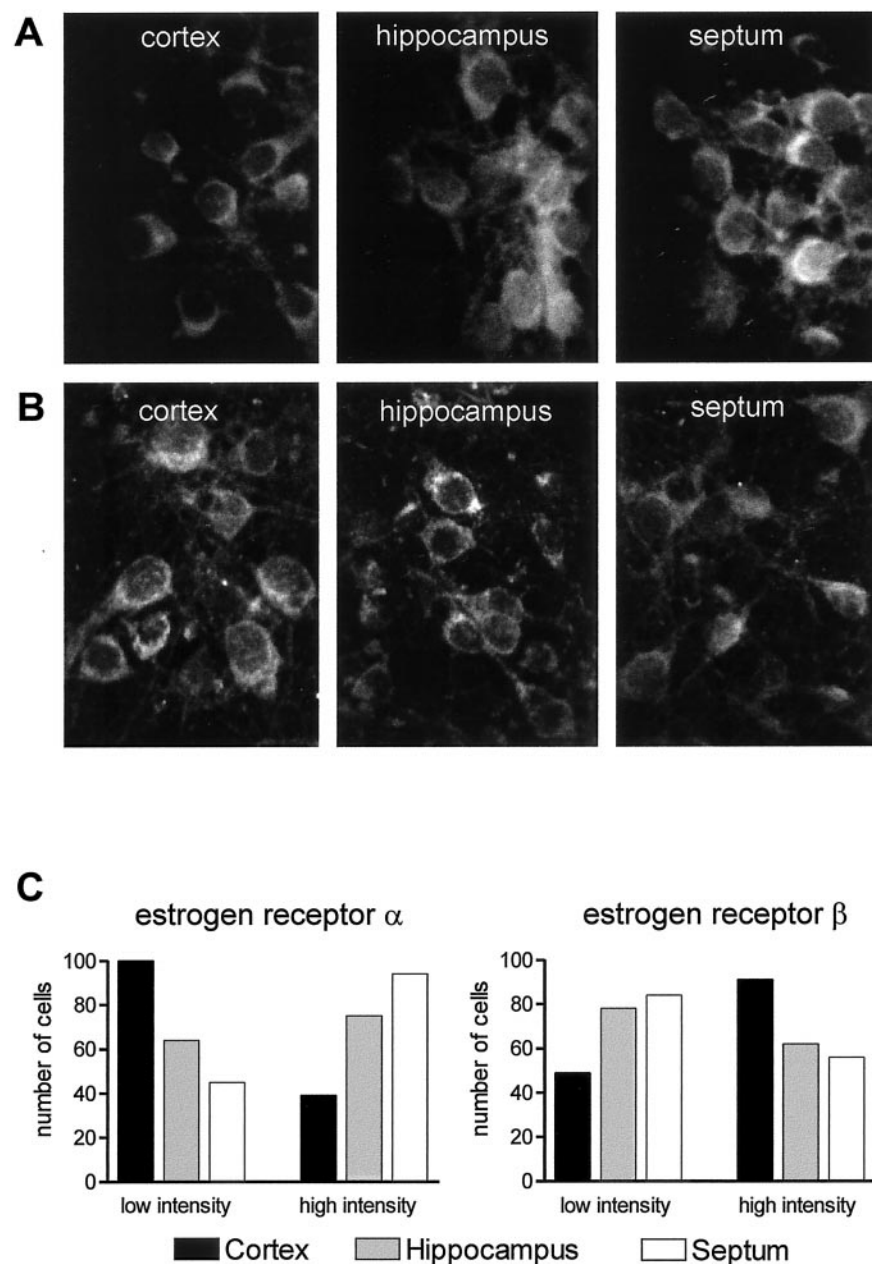 A
cortex
hippocampus
septum
B
cortex
hippocampus
septum
C
estrogen receptor α
number of cells
100
80
60
40
20
0
low intensity
high intensity
estrogen receptor β
number of cells
100
80
60
40
20
0
low intensity
high intensity
Cortex
Hippocampus
Septum